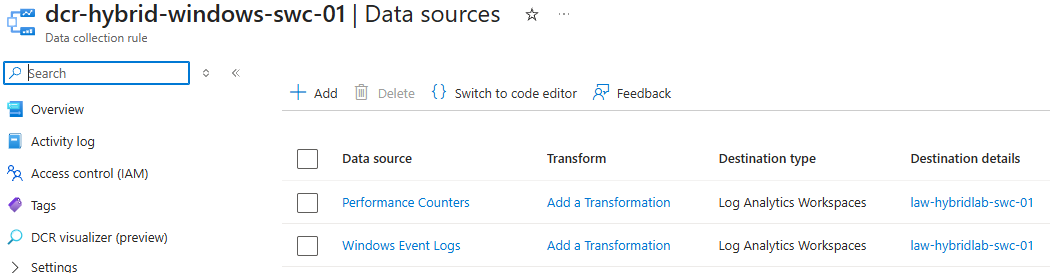 dcr-hybrid-windows-swc-01 | Data sources
Data collection rule
Search
Overview
Activity log
Access control (IAM)
Tags
DCR visualizer (preview)
Settings
Add Delete Switch to code editor Feedback
Data source Transform Destination type Destination details
Performance Counters Add a Transformation Log Analytics Workspaces law-hybridlab-swc-01
Windows Event Logs Add a Transformation Log Analytics Workspaces law-hybridlab-swc-01